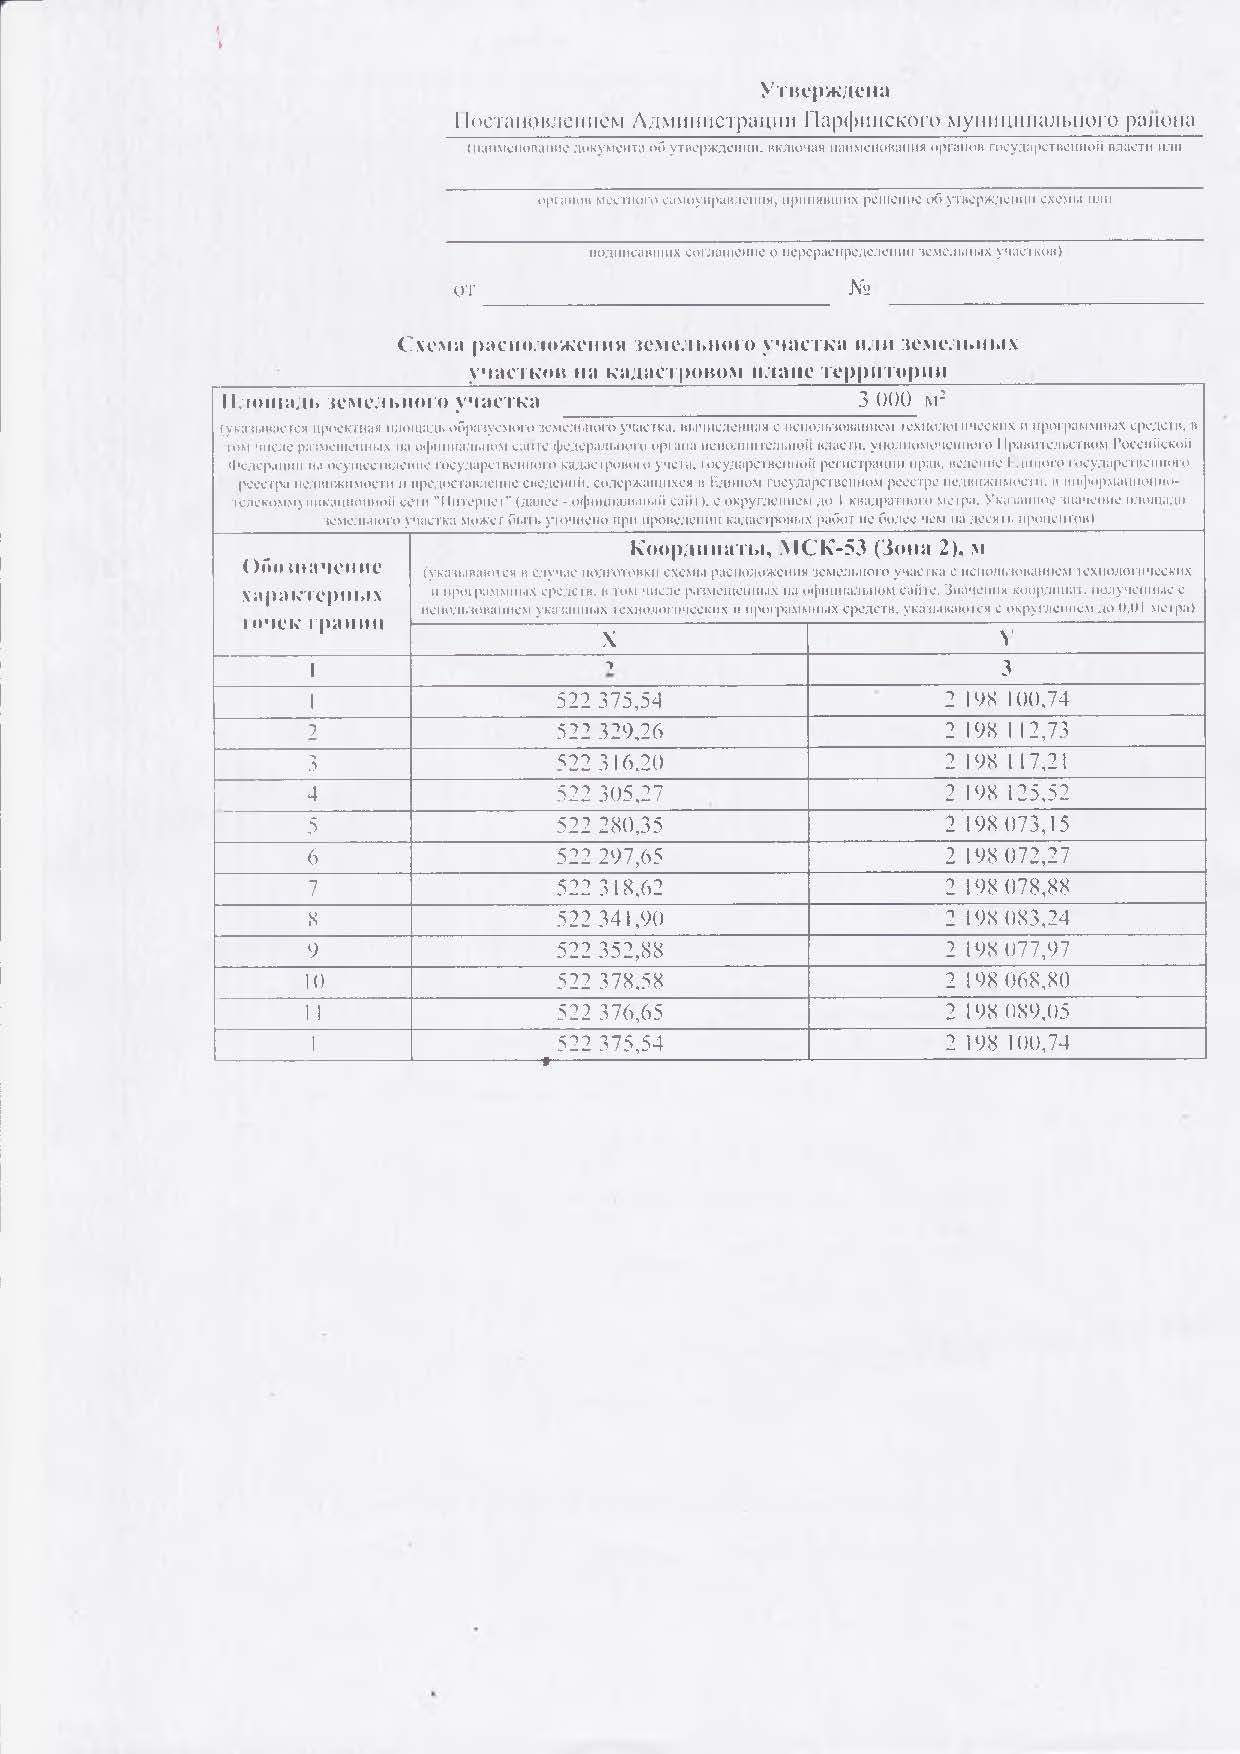 Утверждена
Постановлением Администрации Парфинского муниципального района
(наименование документа об утверждении, включая наименования органов государственной власти или
органов местного самоуправления, принявших решение об утверждении схемы или
подписавших соглашение о перераспределении земельных участков)
от №
Схема расположения земельного участка или земельных
участков на кадастровом плане территории
Площадь земельного участка 3 000 м²
(указывается проектная площадь образуемого земельного участка, вычисленная с использованием технологических и программных средств, в
том числе размещенных на официальном сайте федерального органа исполнительной власти, уполномоченного Правительством Российской
Федерации на осуществление государственного кадастрового учета, государственной регистрации прав, ведение Единого государственного
реестра недвижимости и предоставление сведений, содержащихся в Едином государственном реестре недвижимости, в информационно-
телекоммуникационной сети "Интернет" (далее - официальный сайт), с округлением до 1 квадратного метра. Указанное значение площади
земельного участка может быть уточнено при проведении кадастровых работ не более чем на десять процентов)
Обозначение
характерных
точек границ
Координаты, МСК-53 (Зона 2), м
(указываются в случае подготовки схемы расположения земельного участка с использованием технологических
и программных средств, в том числе размещенных на официальном сайте. Значения координат, полученные с
использованием указанных технологических и программных средств, указываются с округлением до 0,01 метра)
X Y
1 2 3
1 522 375,54 2 198 100,74
2 522 329,26 2 198 112,73
3 522 316,20 2 198 117,21
4 522 305,27 2 198 125,52
5 522 280,35 2 198 073,15
6 522 297,65 2 198 072,27
7 522 318,62 2 198 078,88
8 522 341,90 2 198 083,24
9 522 352,88 2 198 077,97
10 522 378,58 2 198 068,80
11 522 376,65 2 198 089,05
1 522 375,54 2 198 100,74